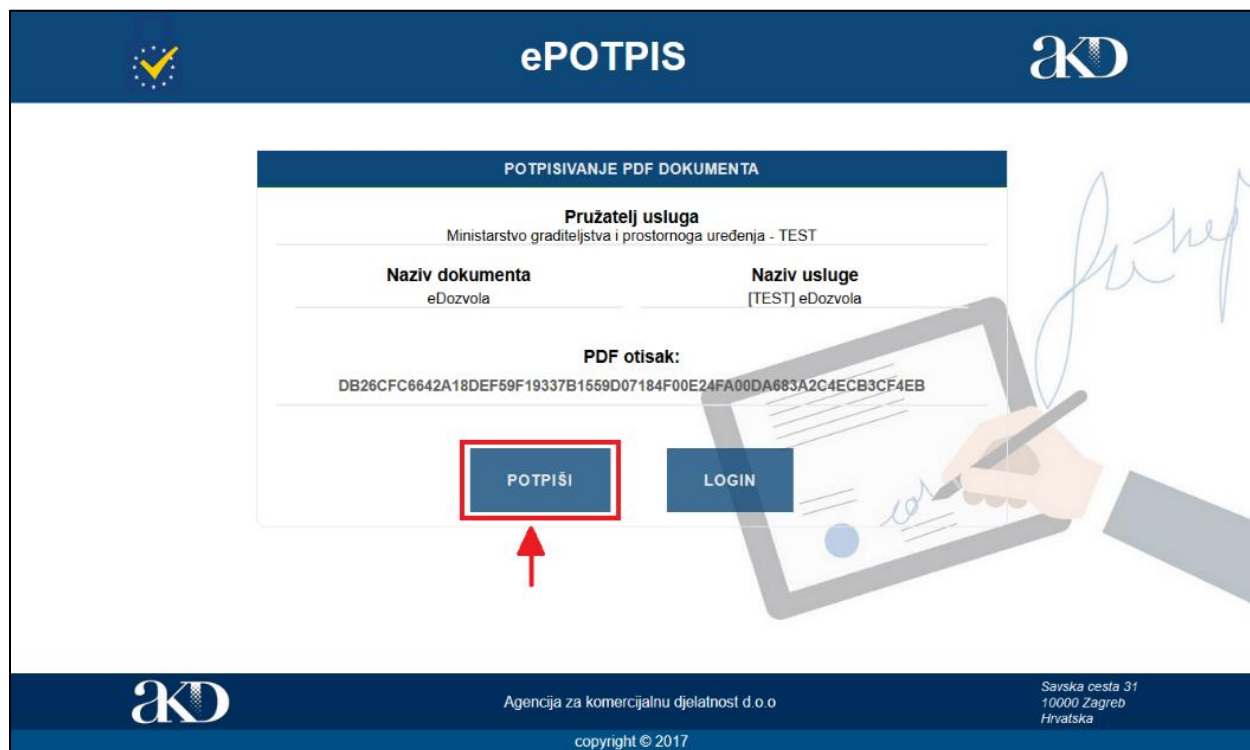 ePOTPIS
AKD
POTPISIVANJE PDF DOKUMENTA
Pružatelj usluga
Ministarstvo graditeljstva i prostornoga uređenja - TEST
Naziv dokumenta
eDozvola
Naziv usluge
[TEST] eDozvola
PDF otisak:
DB26CFC6642A18DEF59F19337B1559D07184F00E24FA00DA683A2C4ECB3CF4EB
POTPIŠI
LOGIN
AKD
Agencija za komercijalnu djelatnost d.o.o
Savska cesta 31
10000 Zagreb
Hrvatska
copyright © 2017